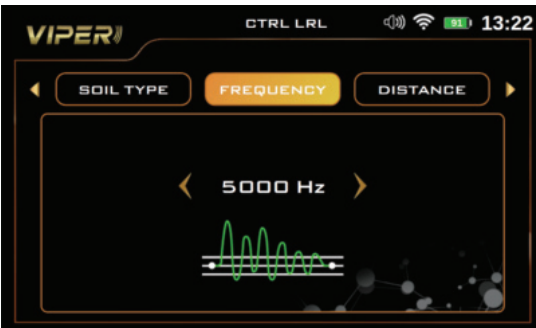 VIPER
CTRL LRL
91
13:22
SOIL TYPE
FREQUENCY
DISTANCE
5000 Hz